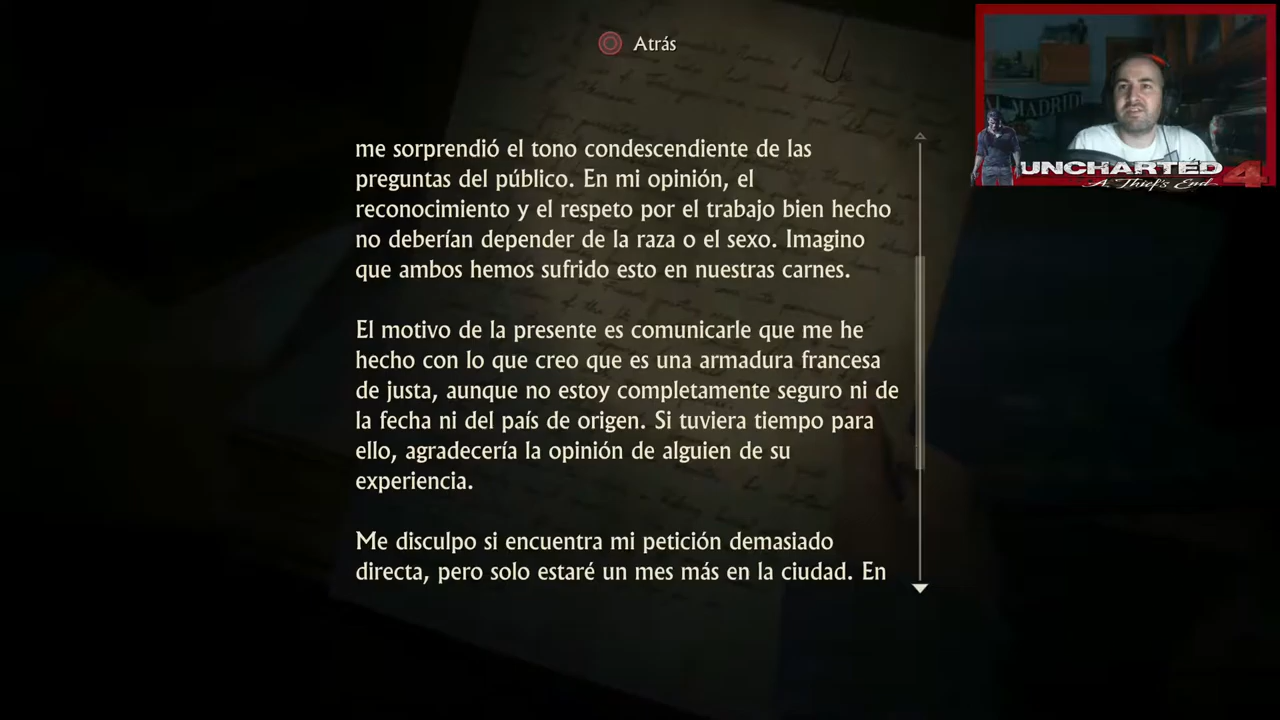 Atrás
AL MADRID
UNCHARTED 4
A Thief's End
me sorprendió el tono condescendiente de las
preguntas del público. En mi opinión, el
reconocimiento y el respeto por el trabajo bien hecho
no deberían depender de la raza o el sexo. Imagino
que ambos hemos sufrido esto en nuestras carnes.
El motivo de la presente es comunicarle que me he
hecho con lo que creo que es una armadura francesa
de justa, aunque no estoy completamente seguro ni de
la fecha ni del país de origen. Si tuviera tiempo para
ello, agradecería la opinión de alguien de su
experiencia.
Me disculpo si encuentra mi petición demasiado
directa, pero solo estaré un mes más en la ciudad. En